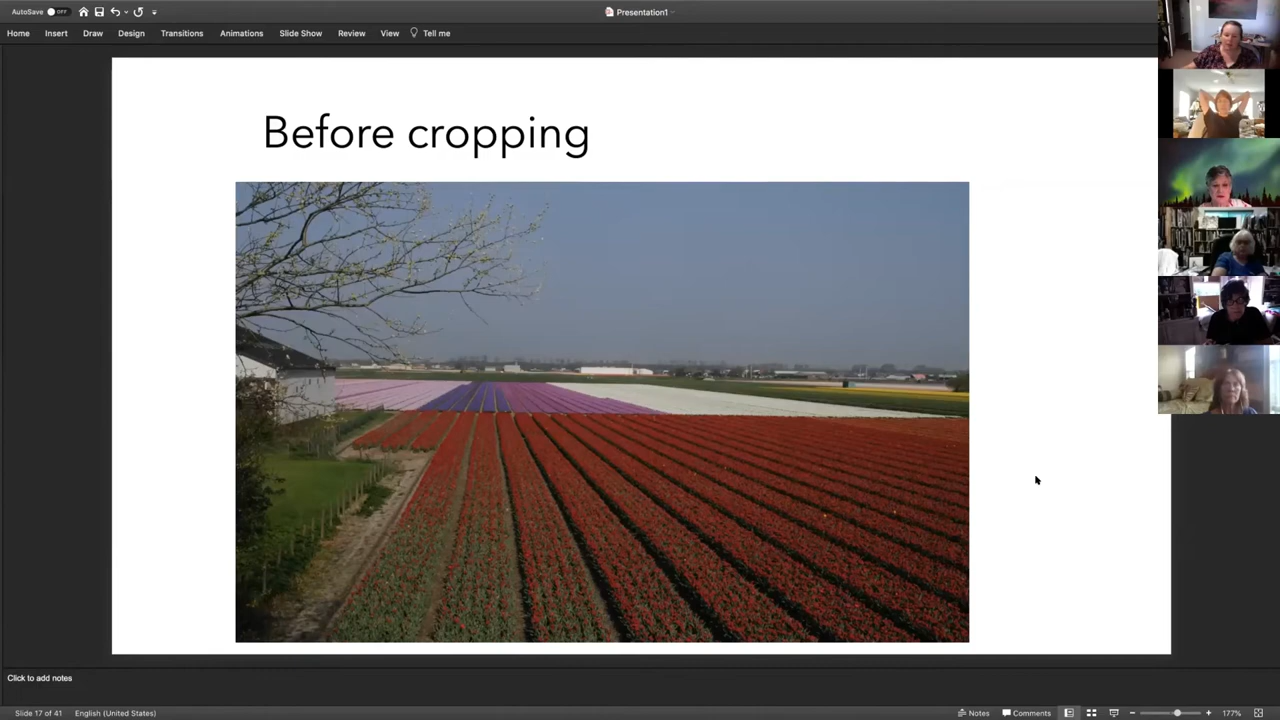 AutoSave OFF
Presentation1
Home Insert Draw Design Transitions Animations Slide Show Review View Tell me
Before cropping
Click to add notes
Slide 17 of 41 English (United States) Notes Comments 177%